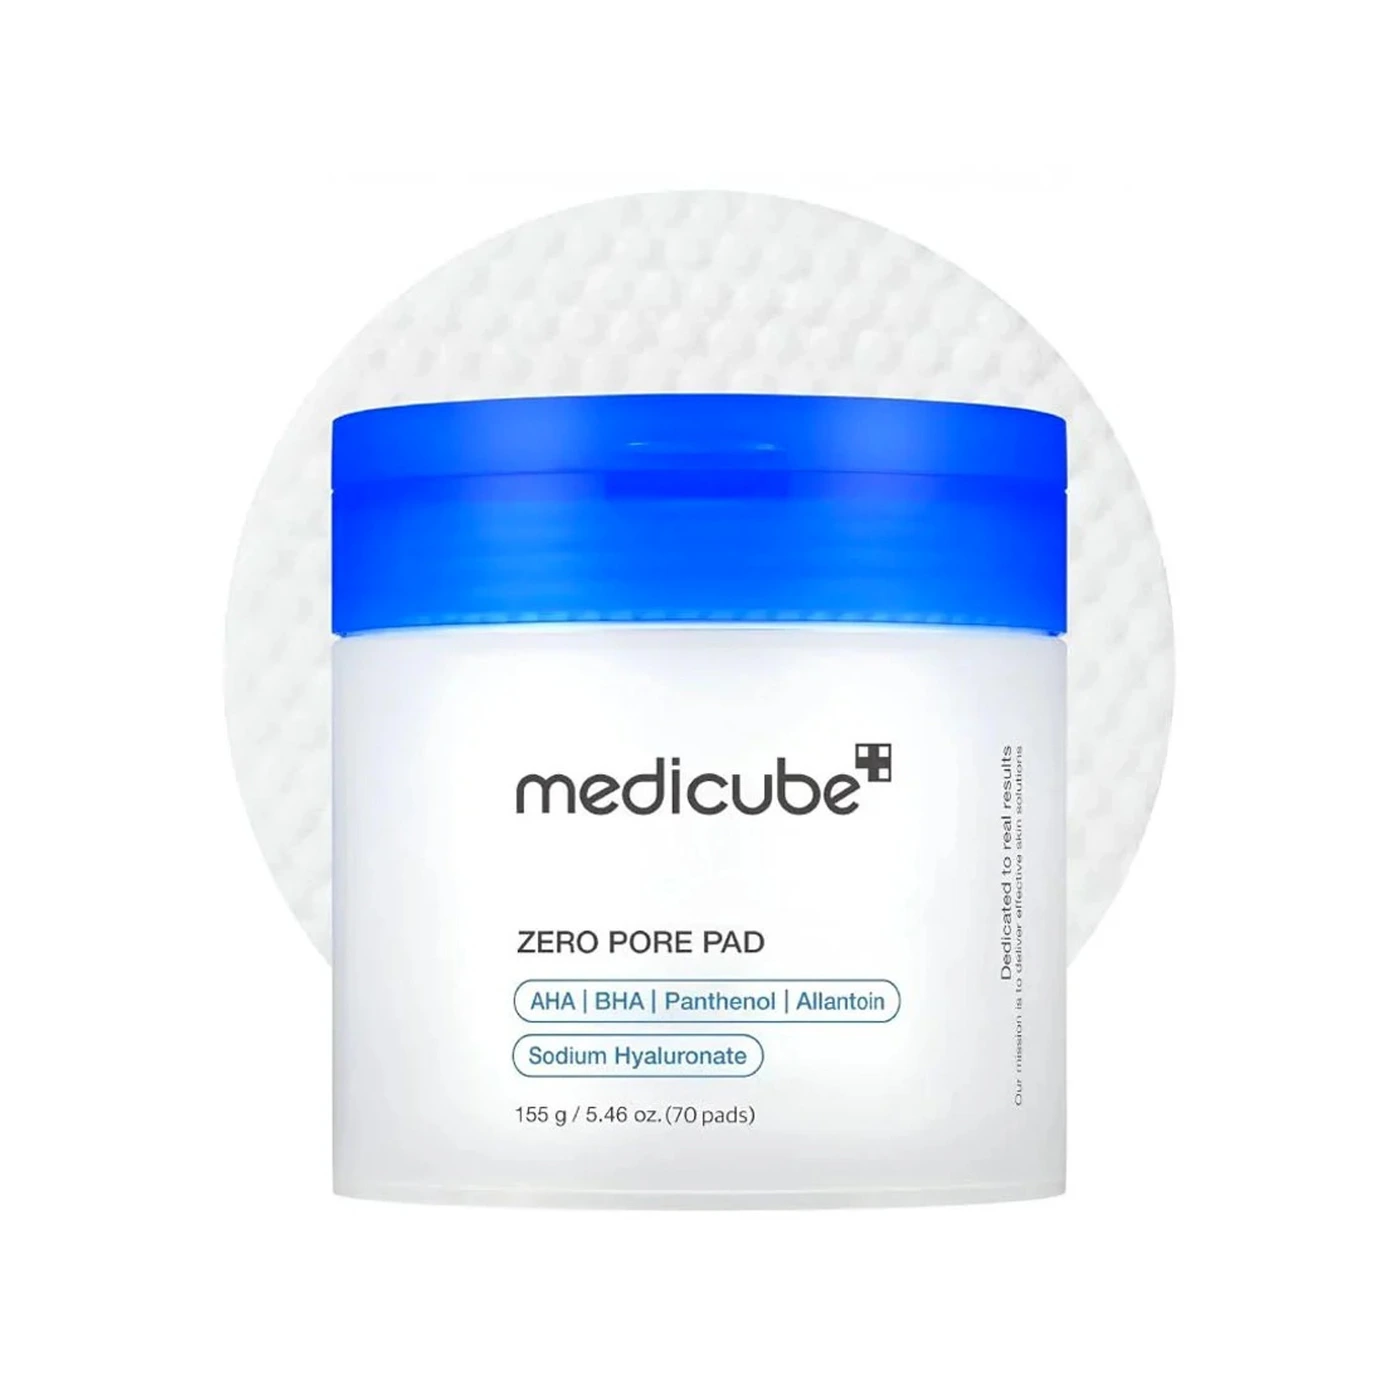 medicube
ZERO PORE PAD
AHA | BHA | Panthenol | Allantoin
Sodium Hyaluronate
155 g / 5.46 oz. (70 pads)
Dedicated to real results
Our mission is to deliver effective skin solutions